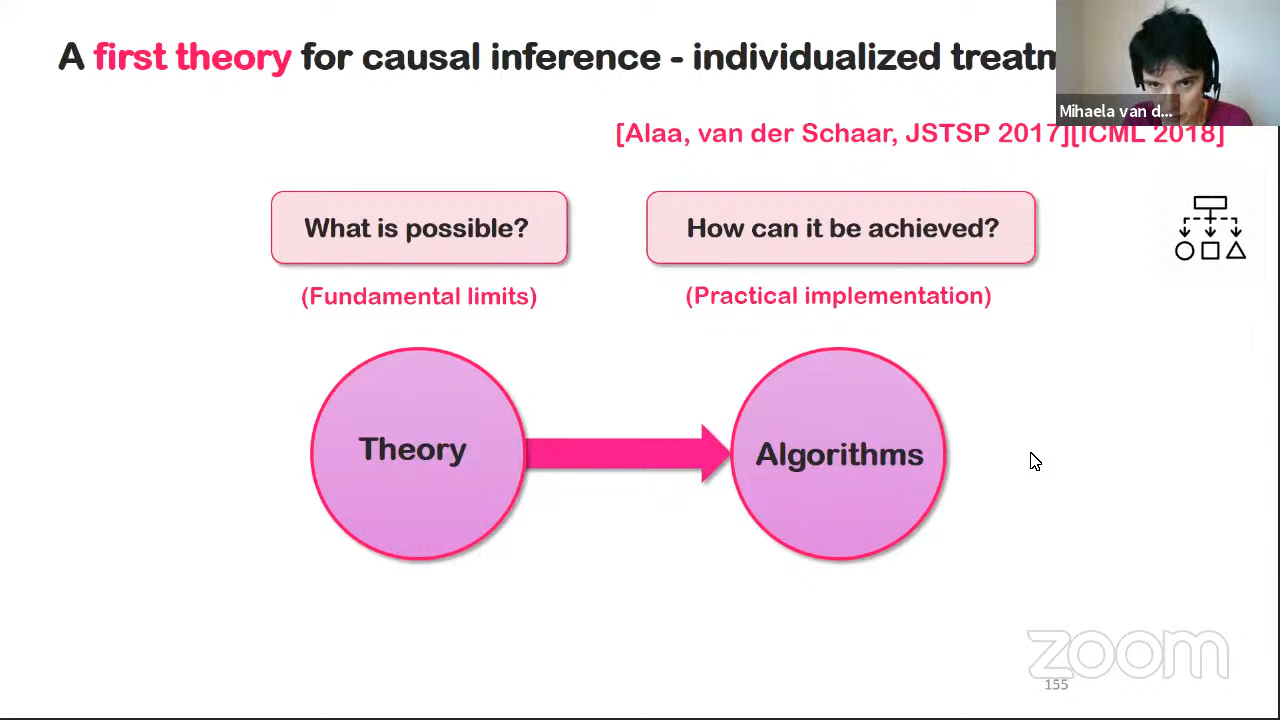 A first theory for causal inference - individualized treatm
Mihaela van d...
[Alaa, van der Schaar, JSTSP 2017][ICML 2018]
What is possible?
How can it be achieved?
(Fundamental limits)
(Practical implementation)
Theory
Algorithms
zoom
155